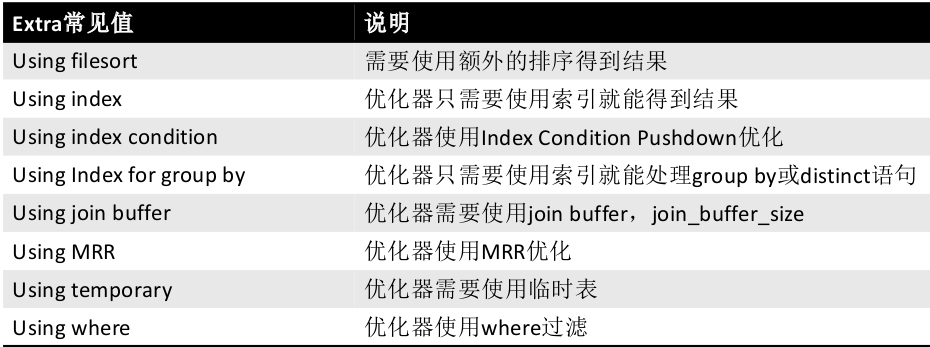 Extra常见值 说明
Using filesort 需要使用额外的排序得到结果
Using index 优化器只需要使用索引就能得到结果
Using index condition 优化器使用Index Condition Pushdown优化
Using Index for group by 优化器只需要使用索引就能处理group by或distinct语句
Using join buffer 优化器需要使用join buffer，join_buffer_size
Using MRR 优化器使用MRR优化
Using temporary 优化器需要使用临时表
Using where 优化器使用where过滤